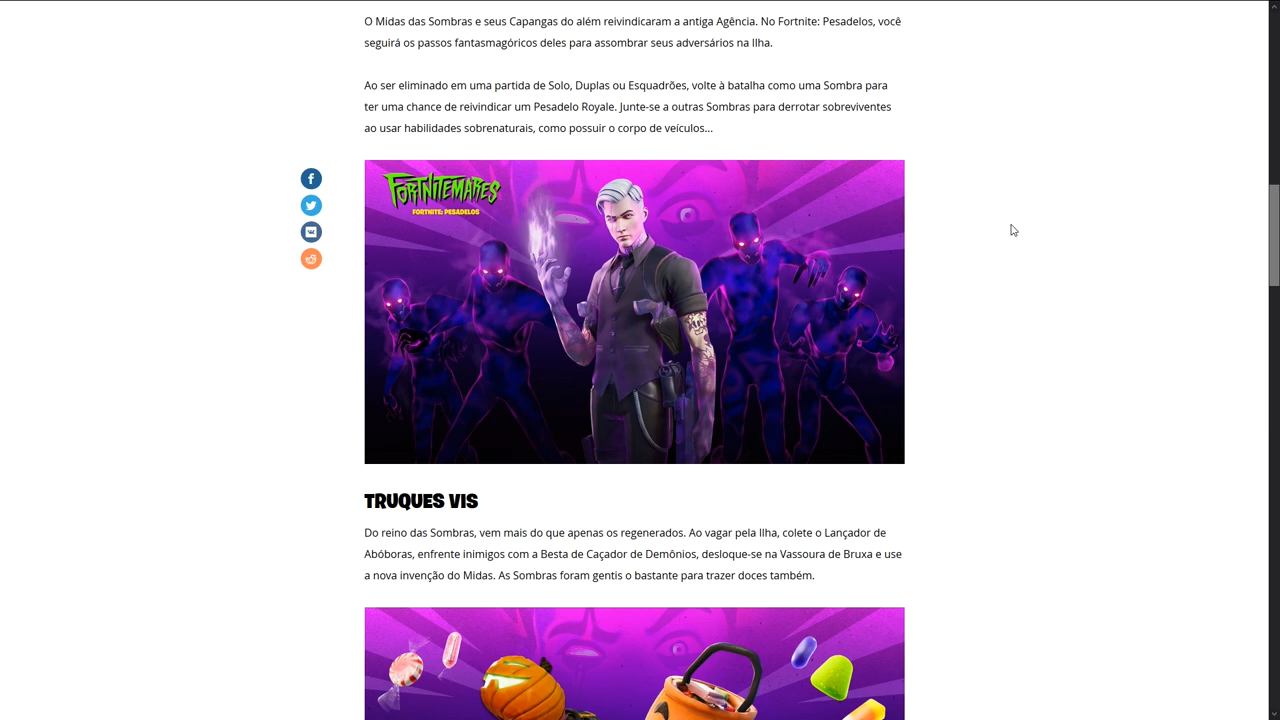 O Midas das Sombras e seus Capangas do além reivindicaram a antiga Agência. No Fortnite: Pesadelos, você
seguirá os passos fantasmagóricos deles para assombrar seus adversários na Ilha.
Ao ser eliminado em uma partida de Solo, Duplas ou Esquadrões, volte à batalha como uma Sombra para
ter uma chance de reivindicar um Pesadelo Royale. Junte-se a outras Sombras para derrotar sobreviventes
ao usar habilidades sobrenaturais, como possuir o corpo de veículos...
FORTNITEMARES
FORTNITE: PESADELOS
TRUQUES VIS
Do reino das Sombras, vem mais do que apenas os regenerados. Ao vagar pela Ilha, colete o Lançador de
Abóboras, enfrente inimigos com a Besta de Caçador de Demônios, desloque-se na Vassoura de Bruxa e use
a nova invenção do Midas. As Sombras foram gentis o bastante para trazer doces também.